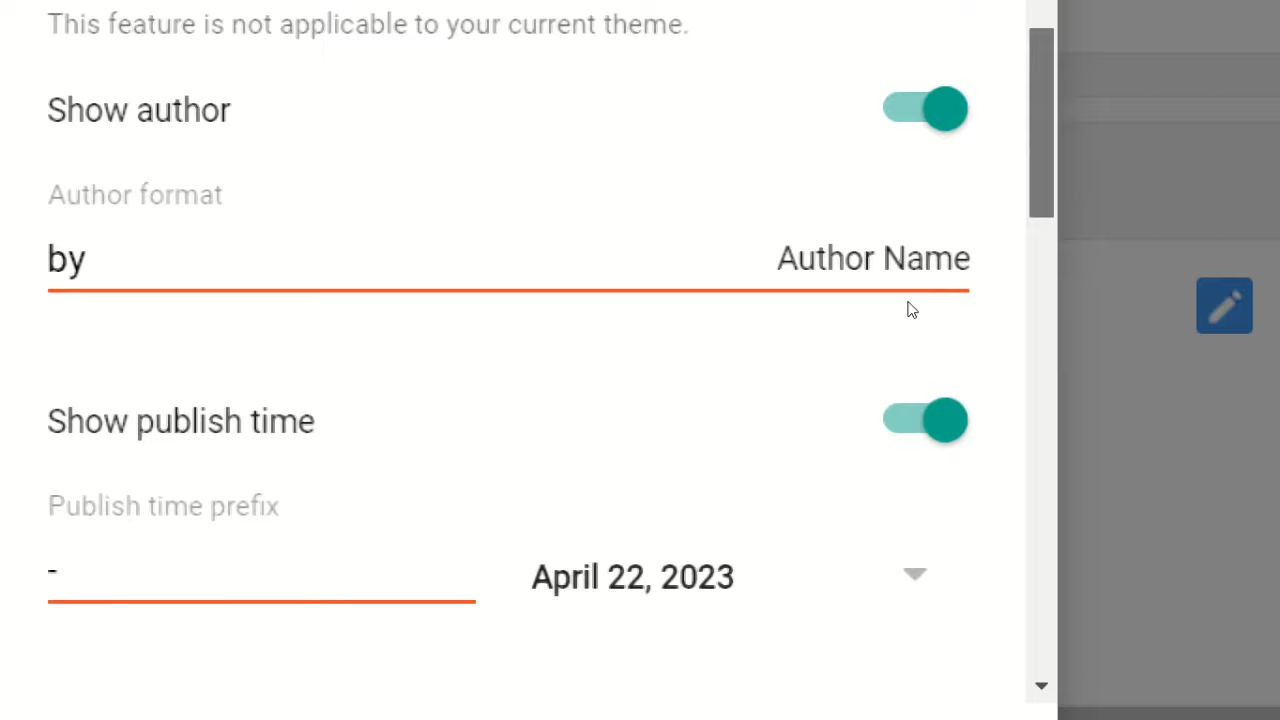 This feature is not applicable to your current theme.
Show author
Author format
by Author Name
Show publish time
Publish time prefix
- April 22, 2023